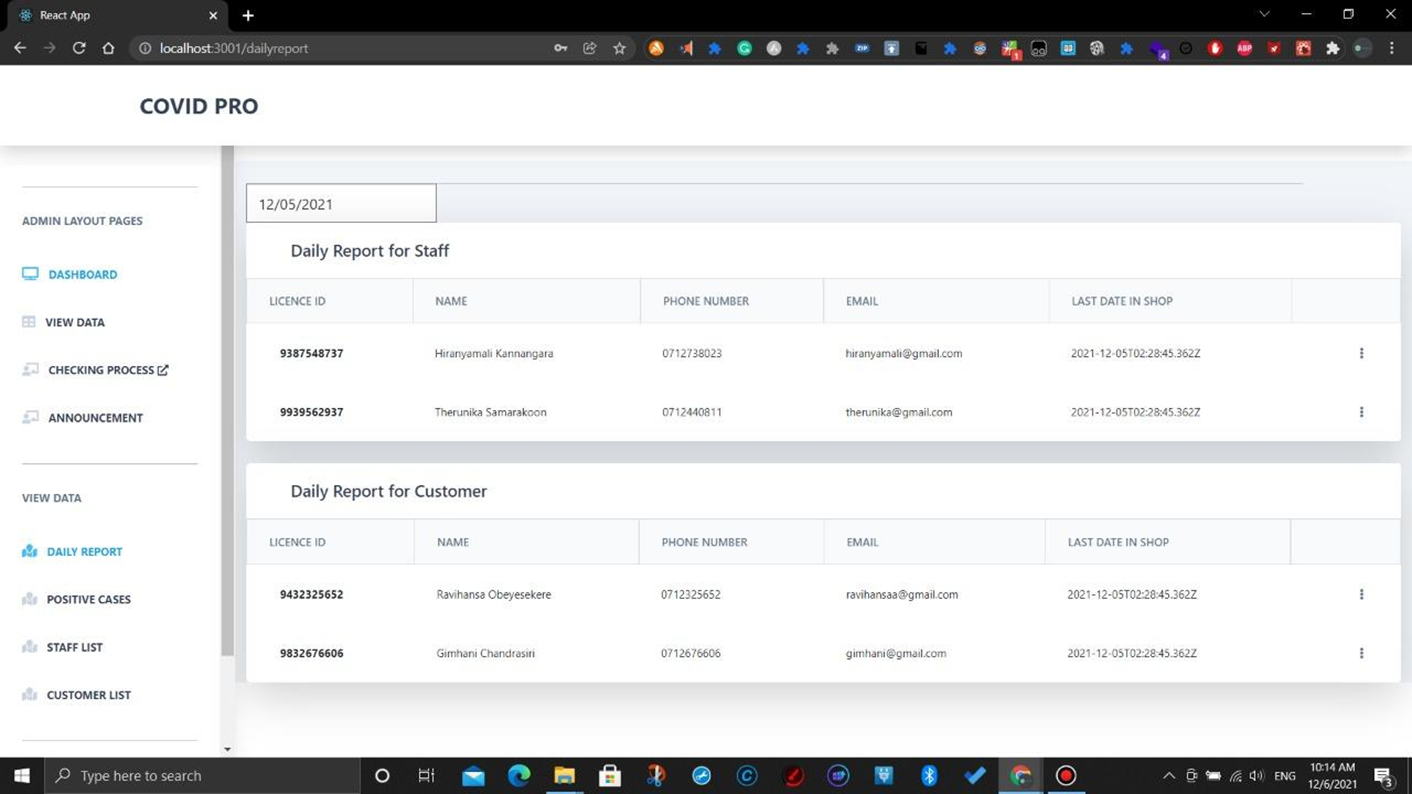 React App
localhost:3001/dailyreport
ZIP
1
4
ABP
COVID PRO
ADMIN LAYOUT PAGES
DASHBOARD
VIEW DATA
CHECKING PROCESS
ANNOUNCEMENT
VIEW DATA
DAILY REPORT
POSITIVE CASES
STAFF LIST
CUSTOMER LIST
12/05/2021
Daily Report for Staff
LICENCE ID NAME PHONE NUMBER EMAIL LAST DATE IN SHOP
9387548737 Hiranyamali Kannangara 0712738023 hiranyamali@gmail.com 2021-12-05T02:28:45.362Z
9939562937 Therunika Samarakoon 0712440811 therunika@gmail.com 2021-12-05T02:28:45.362Z
Daily Report for Customer
LICENCE ID NAME PHONE NUMBER EMAIL LAST DATE IN SHOP
9432325652 Ravihansa Obeyesekere 0712325652 ravihansaa@gmail.com 2021-12-05T02:28:45.362Z
9832676606 Gimhani Chandrasiri 0712676606 gimhani@gmail.com 2021-12-05T02:28:45.362Z
Type here to search
ENG
10:14 AM
12/6/2021
3